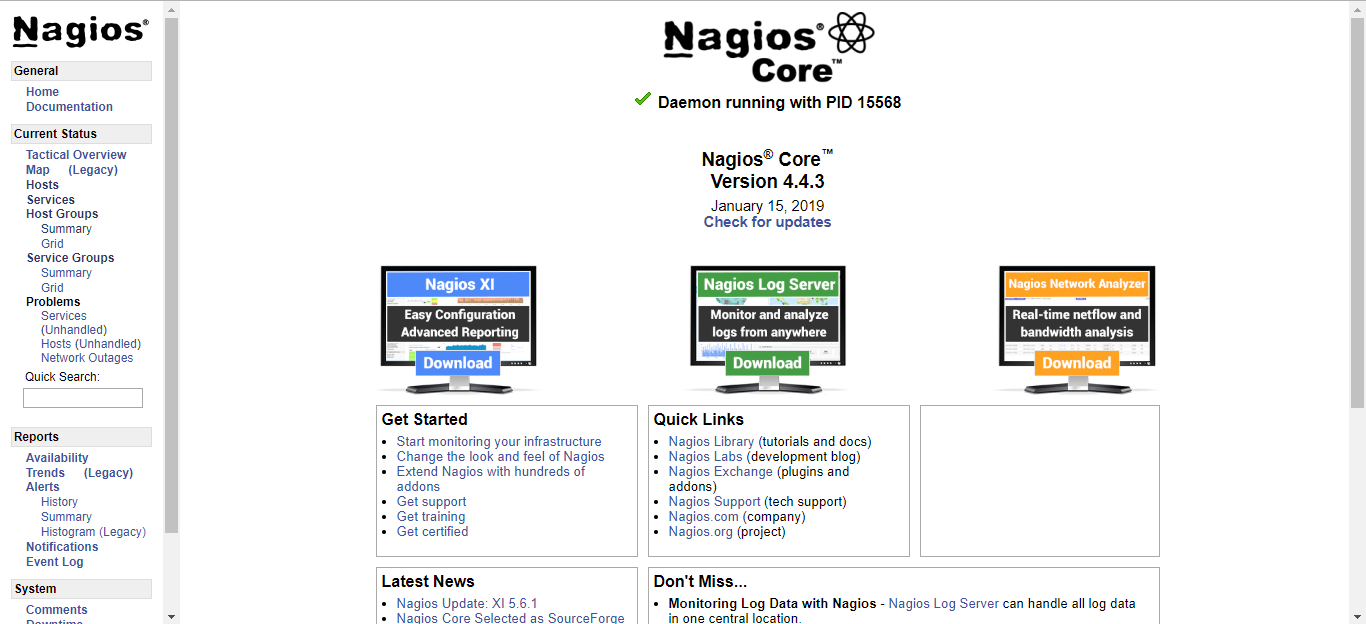 Nagios®
General
Home
Documentation
Current Status
Tactical Overview
Map (Legacy)
Hosts
Services
Host Groups
Summary
Grid
Service Groups
Summary
Grid
Problems
Services
(Unhandled)
Hosts (Unhandled)
Network Outages
Quick Search:
Reports
Availability
Trends (Legacy)
Alerts
History
Summary
Histogram (Legacy)
Notifications
Event Log
System
Comments
Downtime
Nagios®
Core™
Daemon running with PID 15568
Nagios® Core™
Version 4.4.3
January 15, 2019
Check for updates
Nagios XI
Easy Configuration
Advanced Reporting
Download
Nagios Log Server
Monitor and analyze
logs from anywhere
Download
Nagios Network Analyzer
Real-time netflow and
bandwidth analysis
Download
Get Started
Start monitoring your infrastructure
Change the look and feel of Nagios
Extend Nagios with hundreds of
addons
Get support
Get training
Get certified
Quick Links
Nagios Library (tutorials and docs)
Nagios Labs (development blog)
Nagios Exchange (plugins and
addons)
Nagios Support (tech support)
Nagios.com (company)
Nagios.org (project)
Latest News
Nagios Update: XI 5.6.1
Nagios Core Selected as SourceForge
Don't Miss...
Monitoring Log Data with Nagios - Nagios Log Server can handle all log data
in one central location.